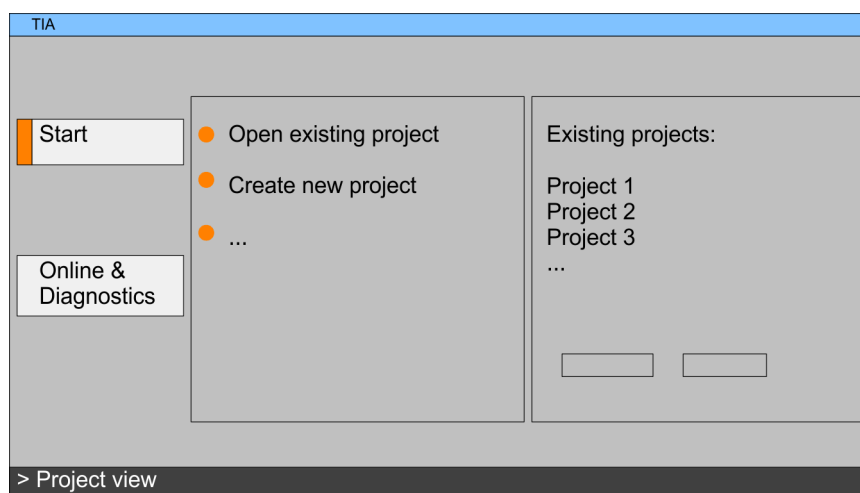 TIA
Start
Online &
Diagnostics
Open existing project
Create new project
...
Existing projects:
Project 1
Project 2
Project 3
...
> Project view